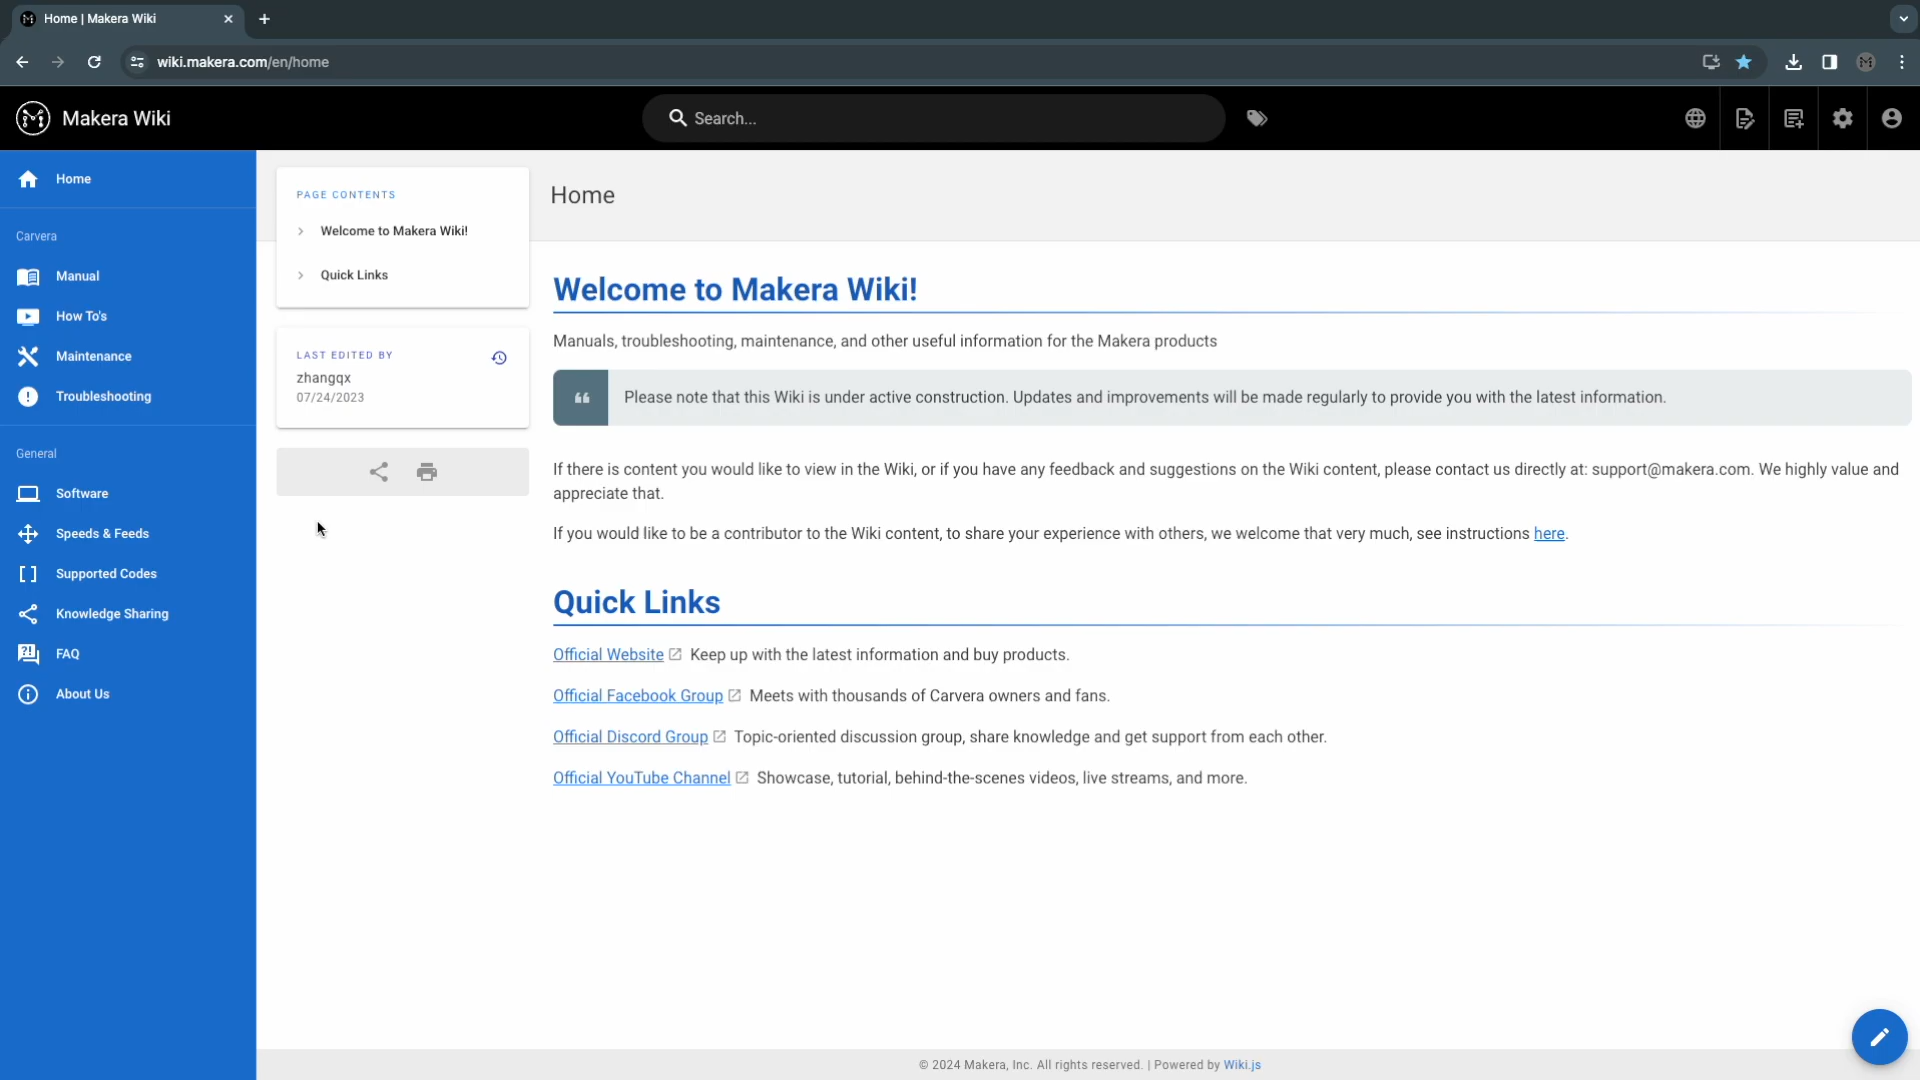 Home | Makera Wiki
wiki.makera.com/en/home
Makera Wiki
Search...
Home
Carvera
Manual
How To's
Maintenance
Troubleshooting
General
Software
Speeds & Feeds
Supported Codes
Knowledge Sharing
FAQ
About Us
PAGE CONTENTS
Welcome to Makera Wiki!
Quick Links
LAST EDITED BY
zhangqx
07/24/2023
Home
Welcome to Makera Wiki!
Manuals, troubleshooting, maintenance, and other useful information for the Makera products
Please note that this Wiki is under active construction. Updates and improvements will be made regularly to provide you with the latest information.
If there is content you would like to view in the Wiki, or if you have any feedback and suggestions on the Wiki content, please contact us directly at: support@makera.com. We highly value and
appreciate that.
If you would like to be a contributor to the Wiki content, to share your experience with others, we welcome that very much, see instructions here.
Quick Links
Official Website Keep up with the latest information and buy products.
Official Facebook Group Meets with thousands of Carvera owners and fans.
Official Discord Group Topic-oriented discussion group, share knowledge and get support from each other.
Official YouTube Channel Showcase, tutorial, behind-the-scenes videos, live streams, and more.
© 2024 Makera, Inc. All rights reserved. | Powered by Wiki.js